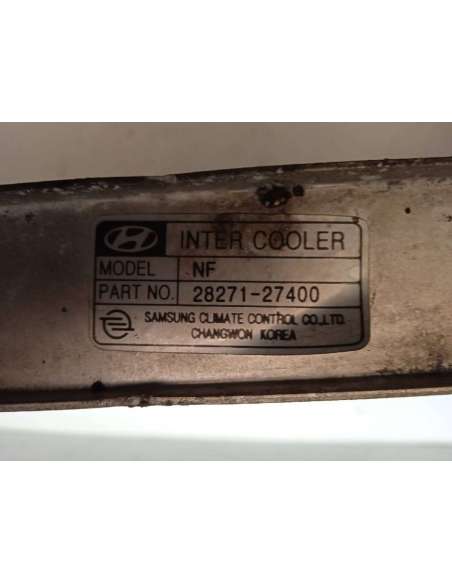 INTER COOLER
MODEL NF
PART NO. 28271-27400
SAMSUNG CLIMATE CONTROL CO.,LTD.
CHANGWON KOREA